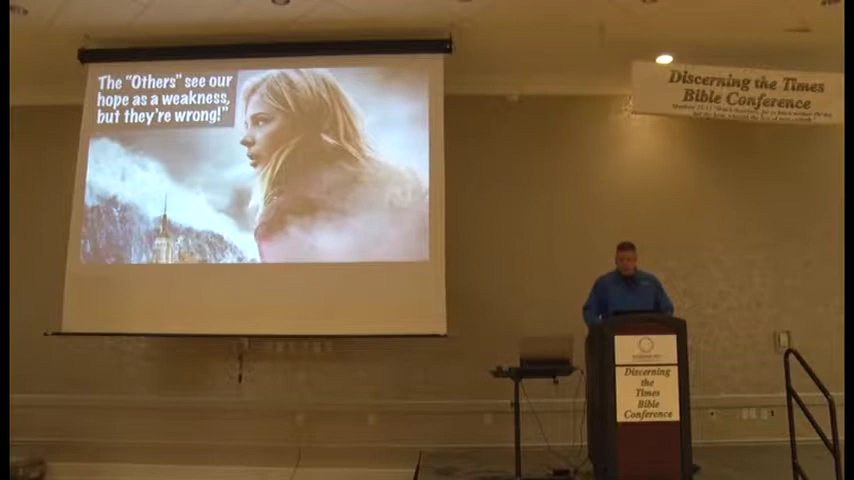 The "Others" see our
hope as a weakness,
but they're wrong!"
Discerning the Times
Bible Conference
Discerning
the
Times
Bible
Conference